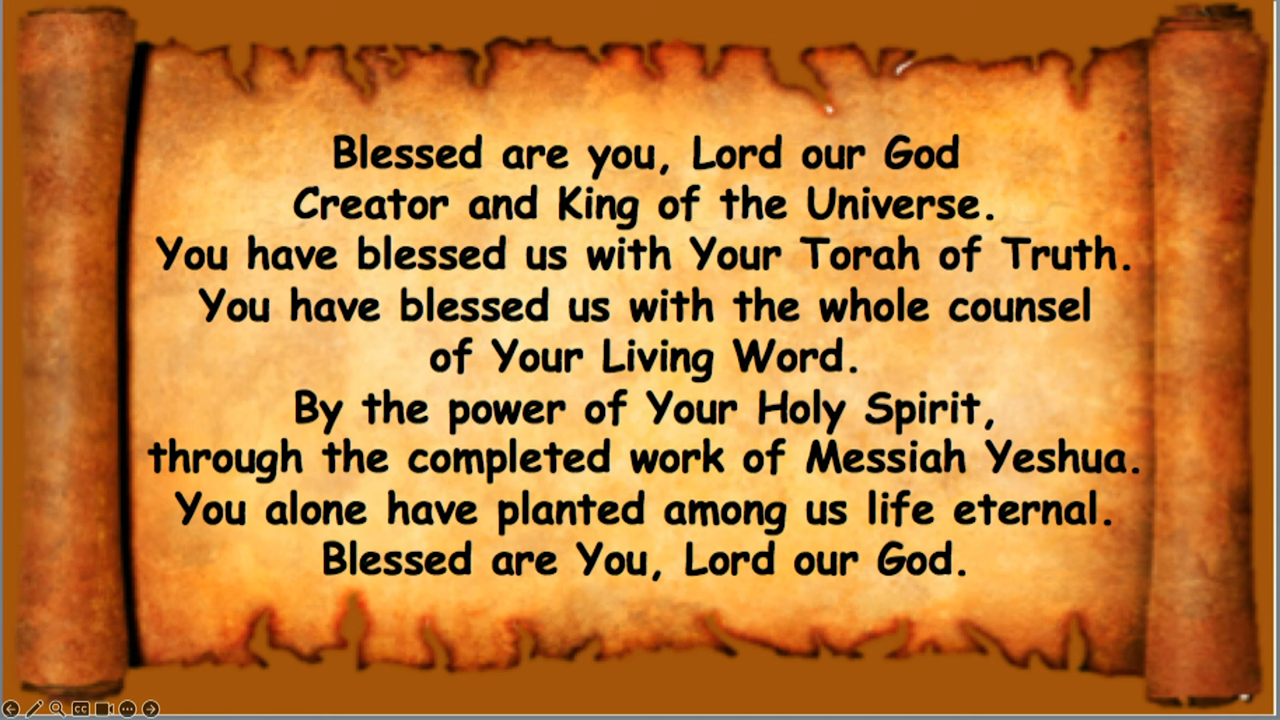 Blessed are you, Lord our God
Creator and King of the Universe.
You have blessed us with Your Torah of Truth.
You have blessed us with the whole counsel
of Your Living Word.
By the power of Your Holy Spirit,
through the completed work of Messiah Yeshua.
You alone have planted among us life eternal.
Blessed are You, Lord our God.
CC